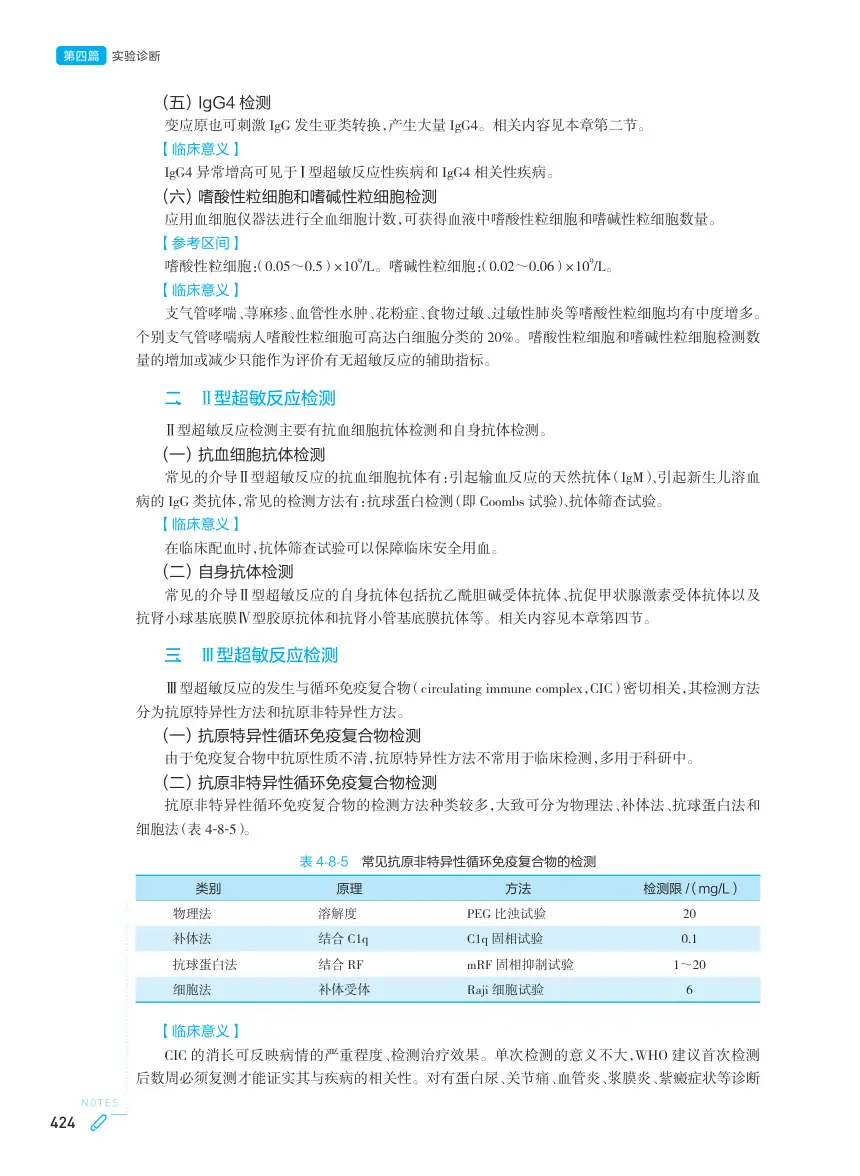 第四篇 实验诊断
（五）IgG4 检测
变应原也可刺激 IgG 发生亚类转换，产生大量 IgG4。相关内容见本章第二节。
【临床意义】
IgG4 异常增高可见于Ⅰ型超敏反应性疾病和 IgG4 相关性疾病。
（六）嗜酸性粒细胞和嗜碱性粒细胞检测
应用血细胞仪器法进行全血细胞计数，可获得血液中嗜酸性粒细胞和嗜碱性粒细胞数量。
【参考区间】
嗜酸性粒细胞：（0.05～0.5）×10⁹/L。嗜碱性粒细胞：（0.02～0.06）×10⁹/L。
【临床意义】
支气管哮喘、荨麻疹、血管性水肿、花粉症、食物过敏、过敏性肺炎等嗜酸性粒细胞均有中度增多。
个别支气管哮喘病人嗜酸性粒细胞可高达白细胞分类的 20%。嗜酸性粒细胞和嗜碱性粒细胞检测数
量的增加或减少只能作为评价有无超敏反应的辅助指标。
二、Ⅱ型超敏反应检测
Ⅱ型超敏反应检测主要有抗血细胞抗体检测和自身抗体检测。
（一）抗血细胞抗体检测
常见的介导Ⅱ型超敏反应的抗血细胞抗体有：引起输血反应的天然抗体（IgM）、引起新生儿溶血
病的 IgG 类抗体，常见的检测方法有：抗球蛋白检测（即 Coombs 试验）、抗体筛查试验。
【临床意义】
在临床配血时，抗体筛查试验可以保障临床安全用血。
（二）自身抗体检测
常见的介导Ⅱ型超敏反应的自身抗体包括抗乙酰胆碱受体抗体、抗促甲状腺激素受体抗体以及
抗肾小球基底膜Ⅳ型胶原抗体和抗肾小管基底膜抗体等。相关内容见本章第四节。
三、Ⅲ型超敏反应检测
Ⅲ型超敏反应的发生与循环免疫复合物（circulating immune complex，CIC）密切相关，其检测方法
分为抗原特异性方法和抗原非特异性方法。
（一）抗原特异性循环免疫复合物检测
由于免疫复合物中抗原性质不清，抗原特异性方法不常用于临床检测，多用于科研中。
（二）抗原非特异性循环免疫复合物检测
抗原非特异性循环免疫复合物的检测方法种类较多，大致可分为物理法、补体法、抗球蛋白法和
细胞法（表 4-8-5）。
表 4-8-5 常见抗原非特异性循环免疫复合物的检测
类别 原理 方法 检测限 /（mg/L）
物理法 溶解度 PEG 比浊试验 20
补体法 结合 C1q C1q 固相试验 0.1
抗球蛋白法 结合 RF mRF 固相抑制试验 1～20
细胞法 补体受体 Raji 细胞试验 6
【临床意义】
CIC 的消长可反映病情的严重程度、检测治疗效果。单次检测的意义不大，WHO 建议首次检测
后数周必须复测才能证实其与疾病的相关性。对有蛋白尿、关节痛、血管炎、浆膜炎、紫癜症状等诊断
NOTES
424